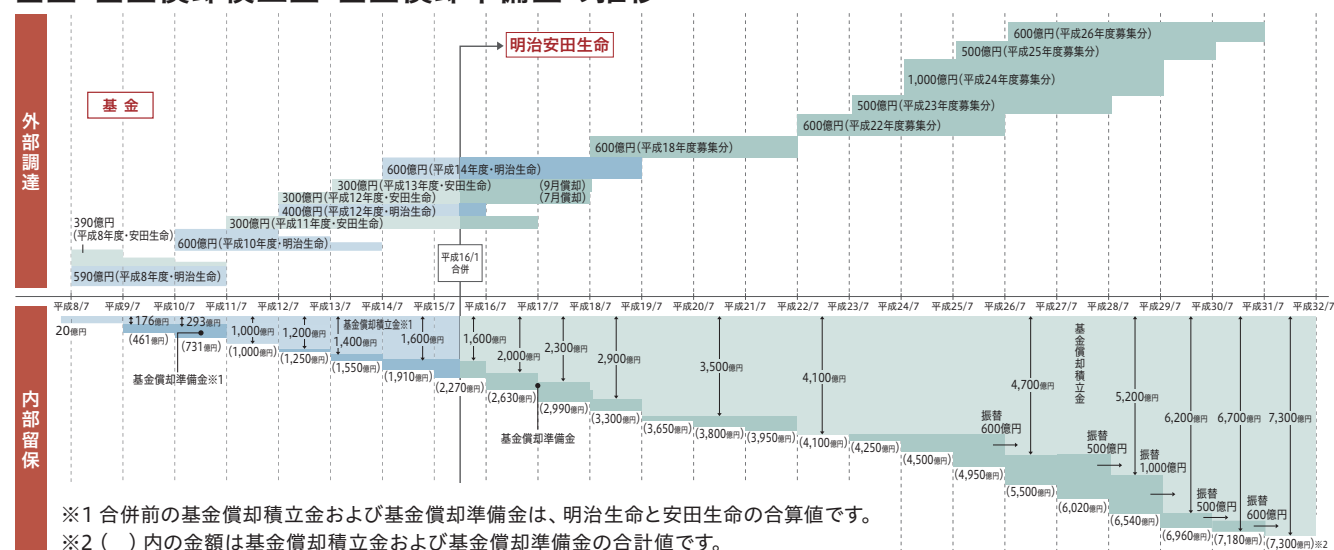 明治安田生命
基金
外部調達
600億円(平成26年度募集分)
500億円(平成25年度募集分)
1,000億円(平成24年度募集分)
500億円(平成23年度募集分)
600億円(平成22年度募集分)
600億円(平成18年度募集分)
600億円(平成14年度・明治生命)
300億円(平成13年度・安田生命) (9月償却)
300億円(平成12年度・安田生命) (7月償却)
400億円(平成12年度・明治生命)
300億円(平成11年度・安田生命)
390億円
(平成8年度・安田生命)
600億円(平成10年度・明治生命)
590億円(平成8年度・明治生命)
平成16/1
合併
平成8/7 平成9/7 平成10/7 平成11/7 平成12/7 平成13/7 平成14/7 平成15/7 平成16/7 平成17/7 平成18/7 平成19/7 平成20/7 平成21/7 平成22/7 平成23/7 平成24/7 平成25/7 平成26/7 平成27/7 平成28/7 平成29/7 平成30/7 平成31/7 平成32/7
内部留保
20億円
176億円
(461億円)
293億円
(731億円)
基金償却準備金※1
1,000億円
(1,000億円)
1,200億円
(1,250億円)
基金償却積立金※1
1,400億円
(1,550億円)
1,600億円
(1,910億円)
(2,270億円)
1,600億円
(2,630億円)
2,000億円
(2,990億円)
基金償却準備金
2,300億円
(3,300億円)
2,900億円
(3,650億円)
3,500億円
(3,800億円)
(3,950億円)
4,100億円
(4,100億円)
(4,250億円)
(4,500億円)
(4,950億円)
振替
600億円
4,700億円
(5,500億円)
基金償却積立金
(6,020億円)
振替
500億円
5,200億円
(6,540億円)
振替
1,000億円
6,200億円
(6,960億円)
振替
500億円
6,700億円
(7,180億円)
振替
600億円
7,300億円
(7,300億円)※2
※1 合併前の基金償却積立金および基金償却準備金は、明治生命と安田生命の合算値です。
※2 ( )内の金額は基金償却積立金および基金償却準備金の合計値です。